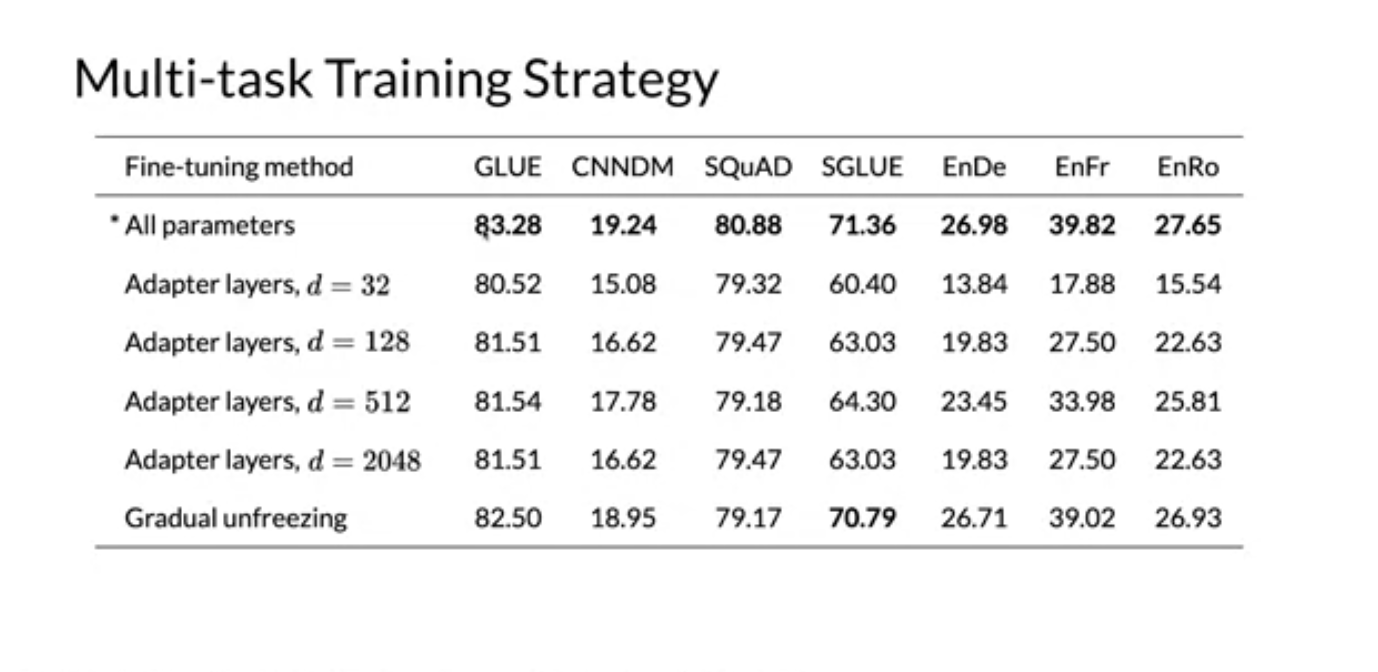 Multi-task Training Strategy
Fine-tuning method GLUE CNNDM SQuAD SGLUE EnDe EnFr EnRo
* All parameters 83.28 19.24 80.88 71.36 26.98 39.82 27.65
Adapter layers, d = 32 80.52 15.08 79.32 60.40 13.84 17.88 15.54
Adapter layers, d = 128 81.51 16.62 79.47 63.03 19.83 27.50 22.63
Adapter layers, d = 512 81.54 17.78 79.18 64.30 23.45 33.98 25.81
Adapter layers, d = 2048 81.51 16.62 79.47 63.03 19.83 27.50 22.63
Gradual unfreezing 82.50 18.95 79.17 70.79 26.71 39.02 26.93